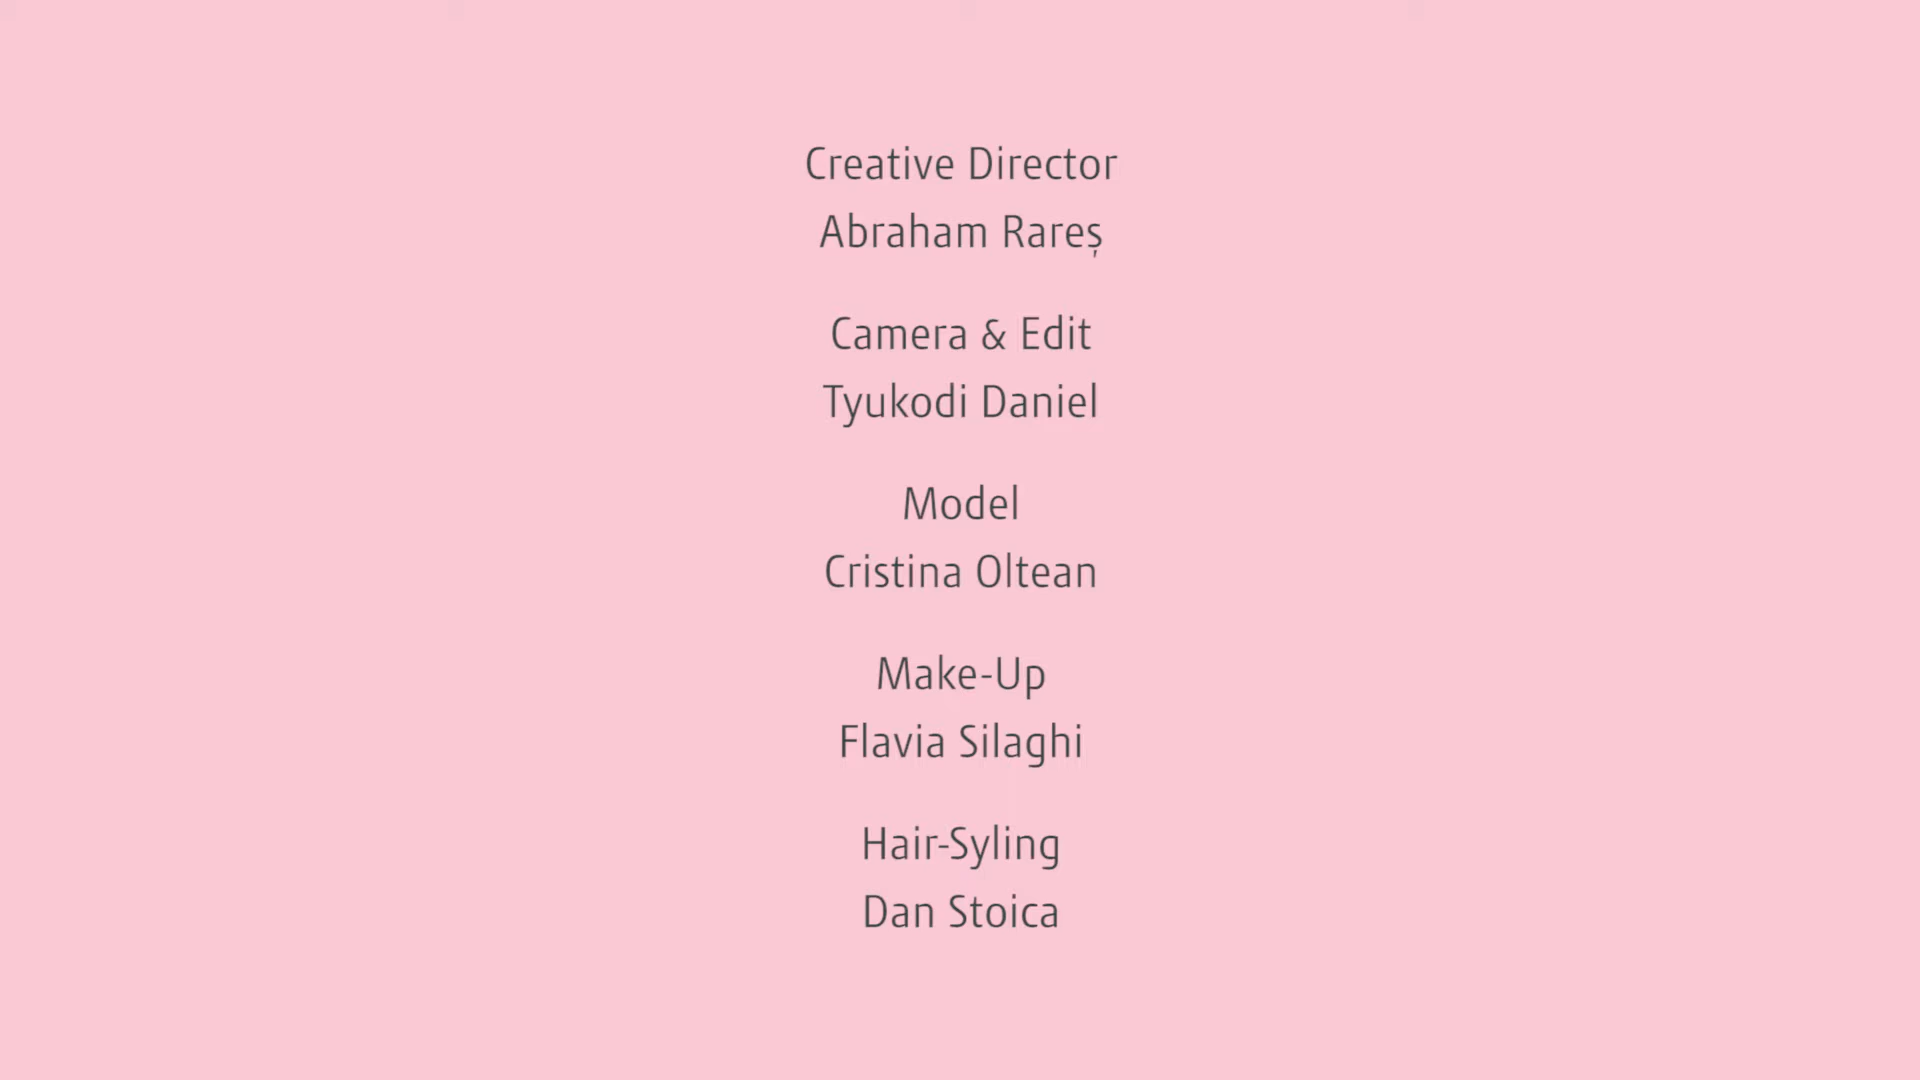 Creative Director
Abraham Rareș
Camera & Edit
Tyukodi Daniel
Model
Cristina Oltean
Make-Up
Flavia Silaghi
Hair-Syling
Dan Stoica